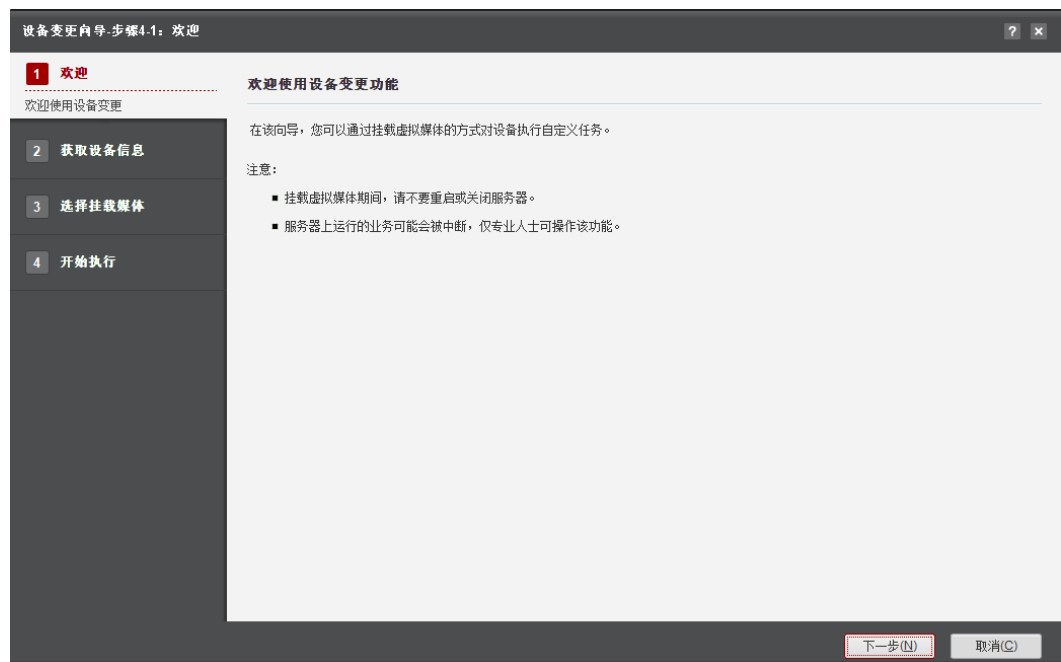 设备变更向导-步骤4-1：欢迎
? ×
1 欢迎
欢迎使用设备变更
2 获取设备信息
3 选择挂载媒体
4 开始执行
欢迎使用设备变更功能
在该向导，您可以通过挂载虚拟媒体的方式对设备执行自定义任务。
注意：
■ 挂载虚拟媒体期间，请不要重启或关闭服务器。
■ 服务器上运行的业务可能会被中断，仅专业人士可操作该功能。
下一步(N) 取消(C)